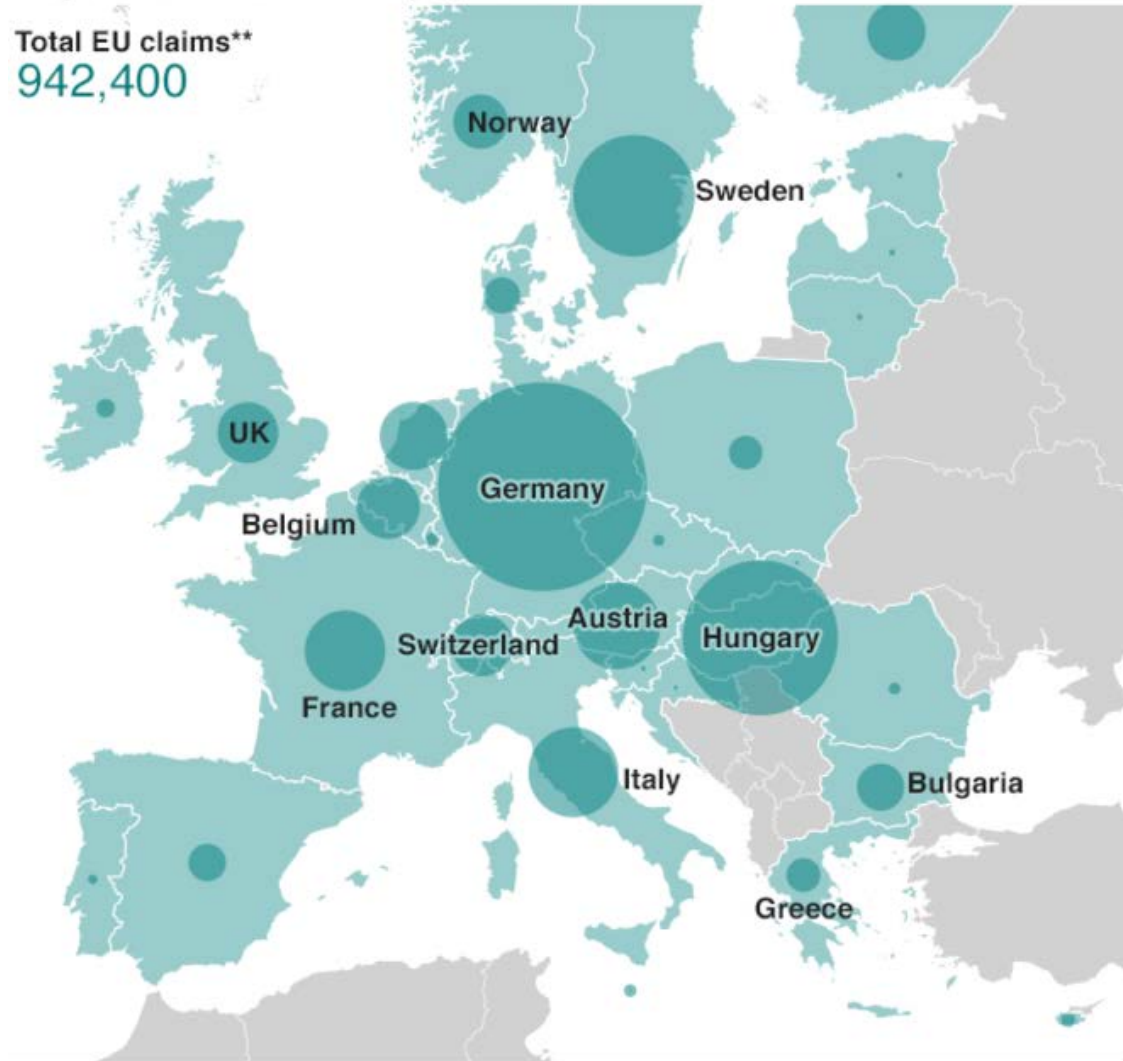 Total EU claims**
942,400
Norway
Sweden
UK
Germany
Belgium
Austria
Hungary
Switzerland
France
Italy
Bulgaria
Greece